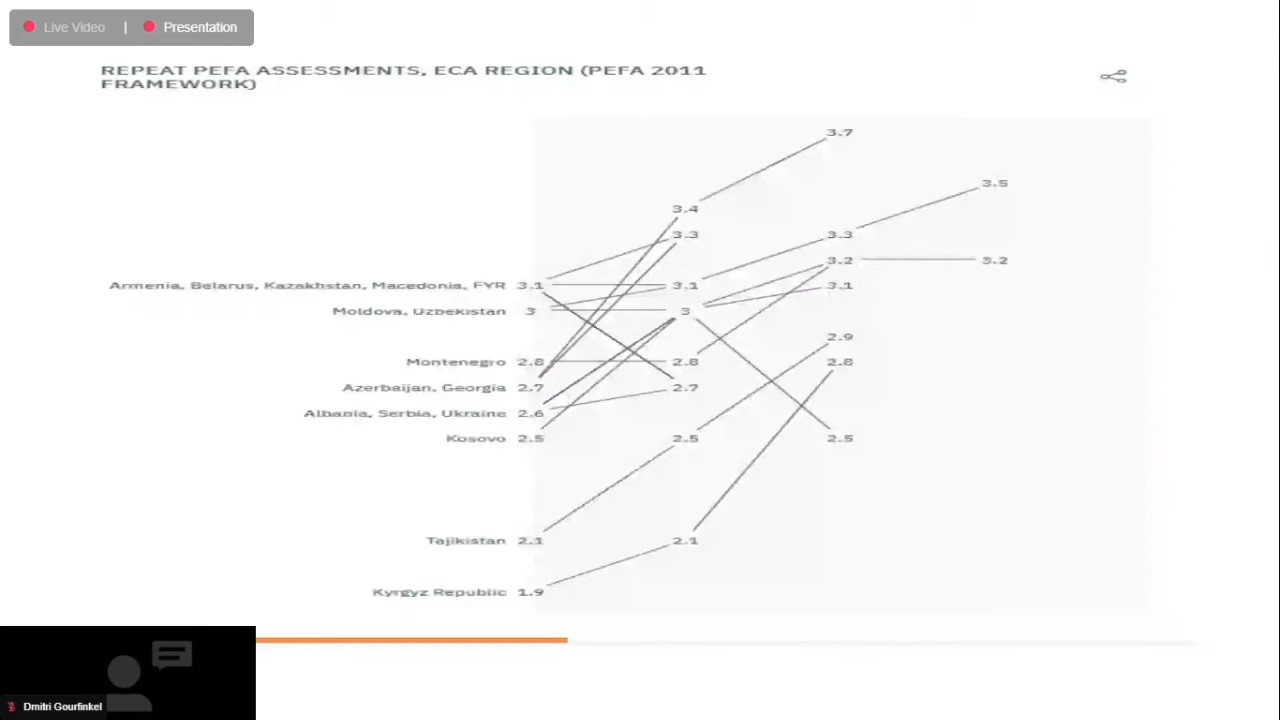 Live Video | Presentation
REPEAT PEFA ASSESSMENTS, ECA REGION (PEFA 2011
FRAMEWORK)
3.7
3.5
3.4
3.3 3.3
3.2 3.2
Armenia, Belarus, Kazakhstan, Macedonia, FYR 3.1 3.1 3.1
Moldova, Uzbekistan 3 3
2.9
Montenegro 2.8 2.8 2.8
Azerbaijan, Georgia 2.7 2.7
Albania, Serbia, Ukraine 2.6
Kosovo 2.5 2.5 2.5
Tajikistan 2.1 2.1
Kyrgyz Republic 1.9
Dmitri Gourfinkel